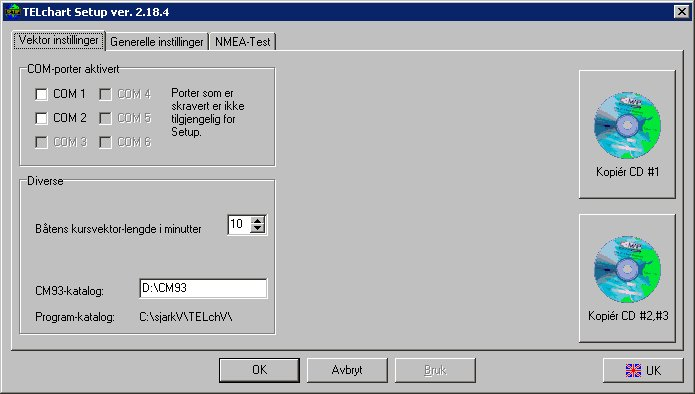 TELchart Setup ver. 2.18.4
Vektor instillinger
Generelle instillinger
NMEA-Test
COM-porter aktivert
COM 1
COM 4
COM 2
COM 5
COM 3
COM 6
Porter som er
skravert er ikke
tilgjengelig for
Setup.
Kopiér CD #1
Diverse
Båtens kursvektor-lengde i minutter
10
CM93-katalog:
D:\CM93
Program-katalog:
C:\sjarkV\TELchV\
Kopiér CD #2,#3
OK
Avbryt
Bruk
UK